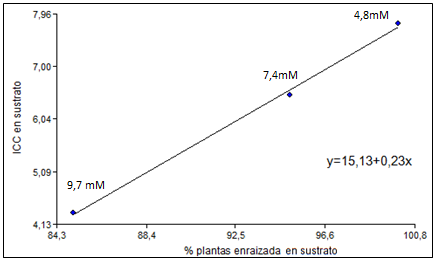 7,96
4,8mM
7,00
7,4mM
ICC en sustrato
6,04
y=15,13+0,23x
5,09
9,7 mM
4,13
84,3
88,4
92,5
96,6
100,8
% plantas enraizada en sustrato